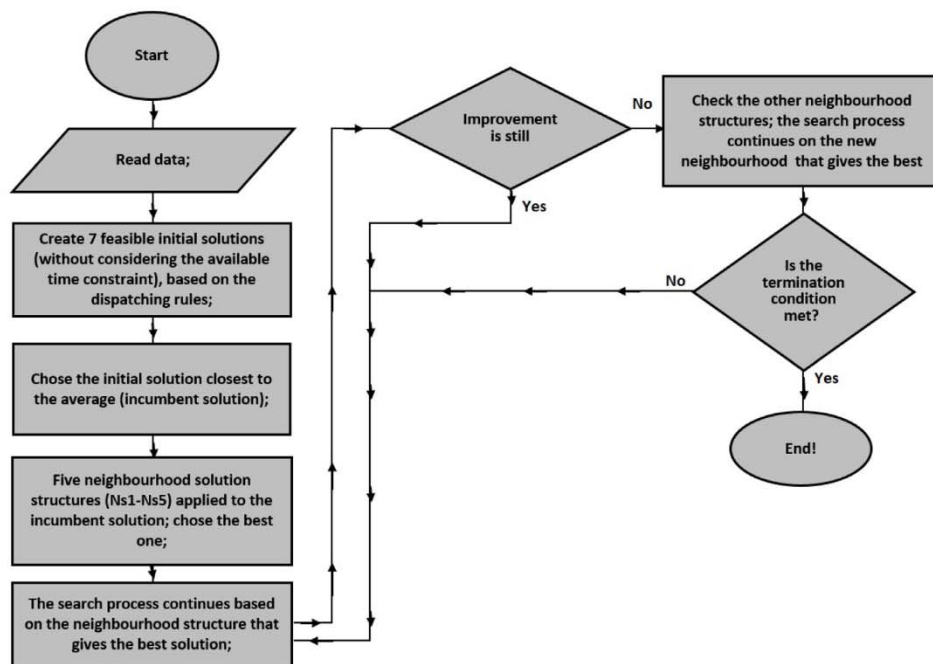 Start
Read data;
Create 7 feasible initial solutions
(without considering the available
time constraint), based on the
dispatching rules;
Chose the initial solution closest to
the average (incumbent solution);
Five neighbourhood solution
structures (Ns1-Ns5) applied to the
incumbent solution; chose the best
one;
The search process continues based
on the neighbourhood structure that
gives the best solution;
Improvement
is still
No
Yes
Check the other neighbourhood
structures; the search process
continues on the new
neighbourhood that gives the best
Is the
termination
condition
met?
No
Yes
End!